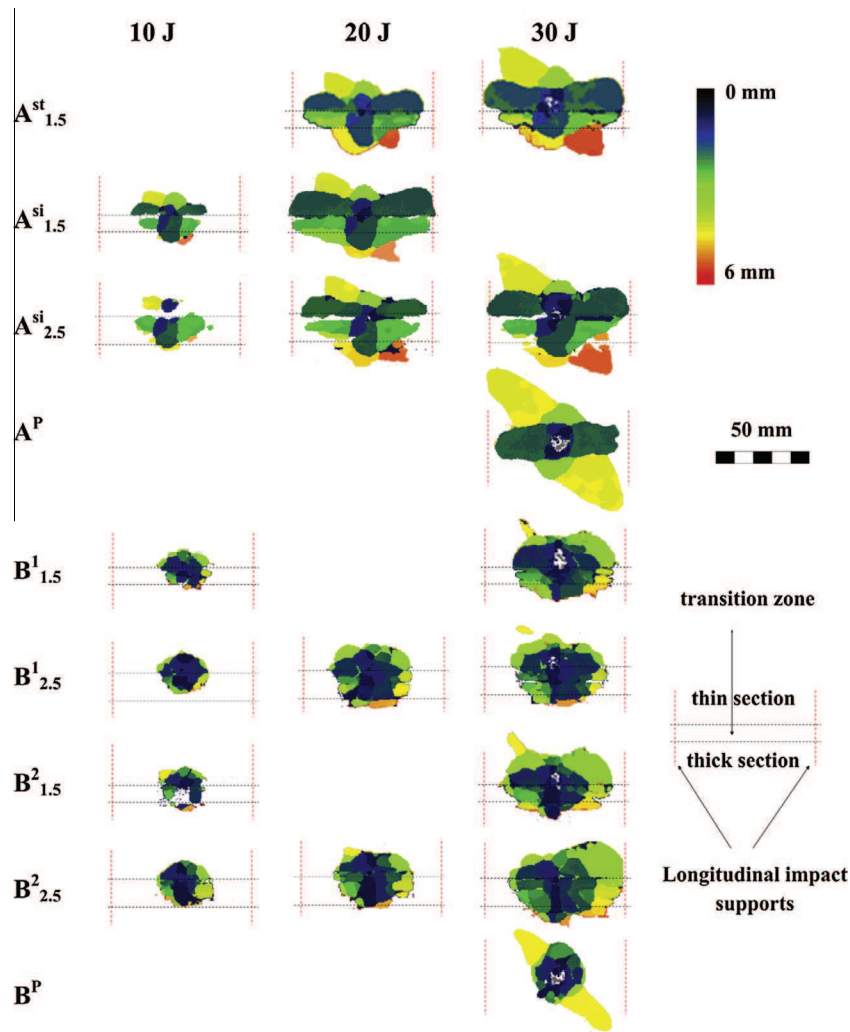 10 J 20 J 30 J
A^st_1.5
0 mm
A^si_1.5
6 mm
A^si_2.5
A^P
50 mm
B^1_1.5
transition zone
B^1_2.5
thin section
thick section
B^2_1.5
B^2_2.5
Longitudinal impact
supports
B^P